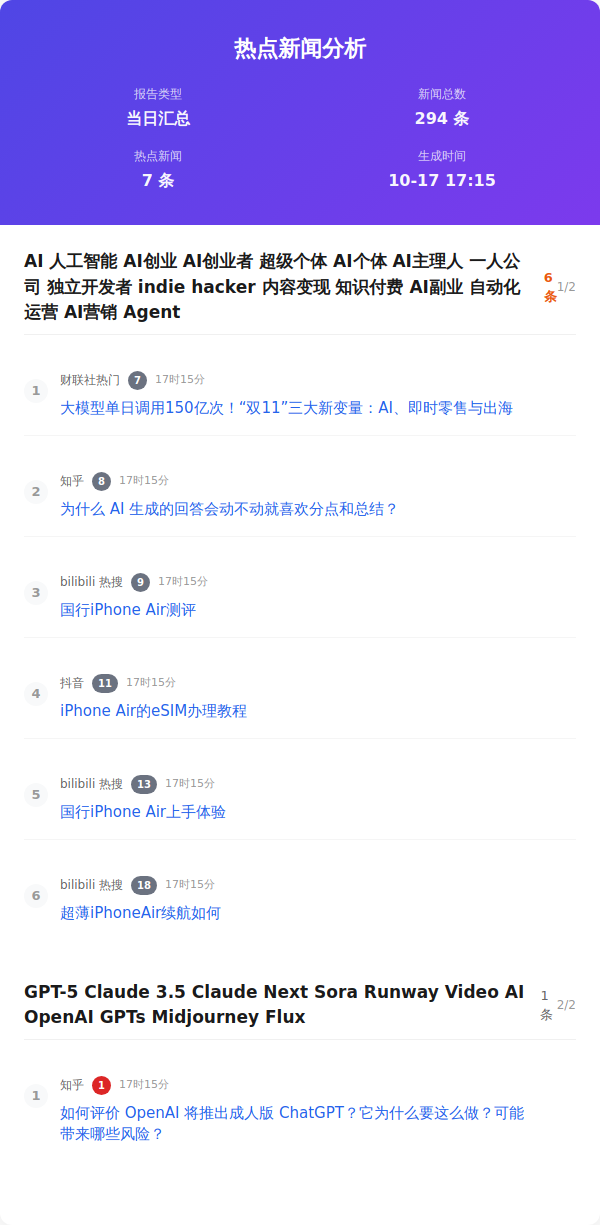 热点新闻分析
报告类型
当日汇总
新闻总数
294 条
热点新闻
7 条
生成时间
10-17 17:15
AI 人工智能 AI创业 AI创业者 超级个体 AI个体 AI主理人 一人公
司 独立开发者 indie hacker 内容变现 知识付费 AI副业 自动化
运营 AI营销 Agent
6
条
1/2
1
财联社热门 7 17时15分
大模型单日调用150亿次！“双11”三大新变量：AI、即时零售与出海
2
知乎 8 17时15分
为什么 AI 生成的回答会动不动就喜欢分点和总结？
3
bilibili 热搜 9 17时15分
国行iPhone Air测评
4
抖音 11 17时15分
iPhone Air的eSIM办理教程
5
bilibili 热搜 13 17时15分
国行iPhone Air上手体验
6
bilibili 热搜 18 17时15分
超薄iPhoneAir续航如何
GPT-5 Claude 3.5 Claude Next Sora Runway Video AI
OpenAI GPTs Midjourney Flux
1
条
2/2
1
知乎 1 17时15分
如何评价 OpenAI 将推出成人版 ChatGPT？它为什么要这么做？可能
带来哪些风险？